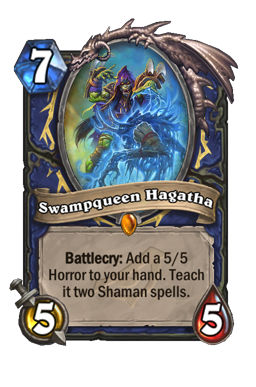 7
Swampqueen Hagatha
Battlecry: Add a 5/5
Horror to your hand. Teach
it two Shaman spells.
5 5